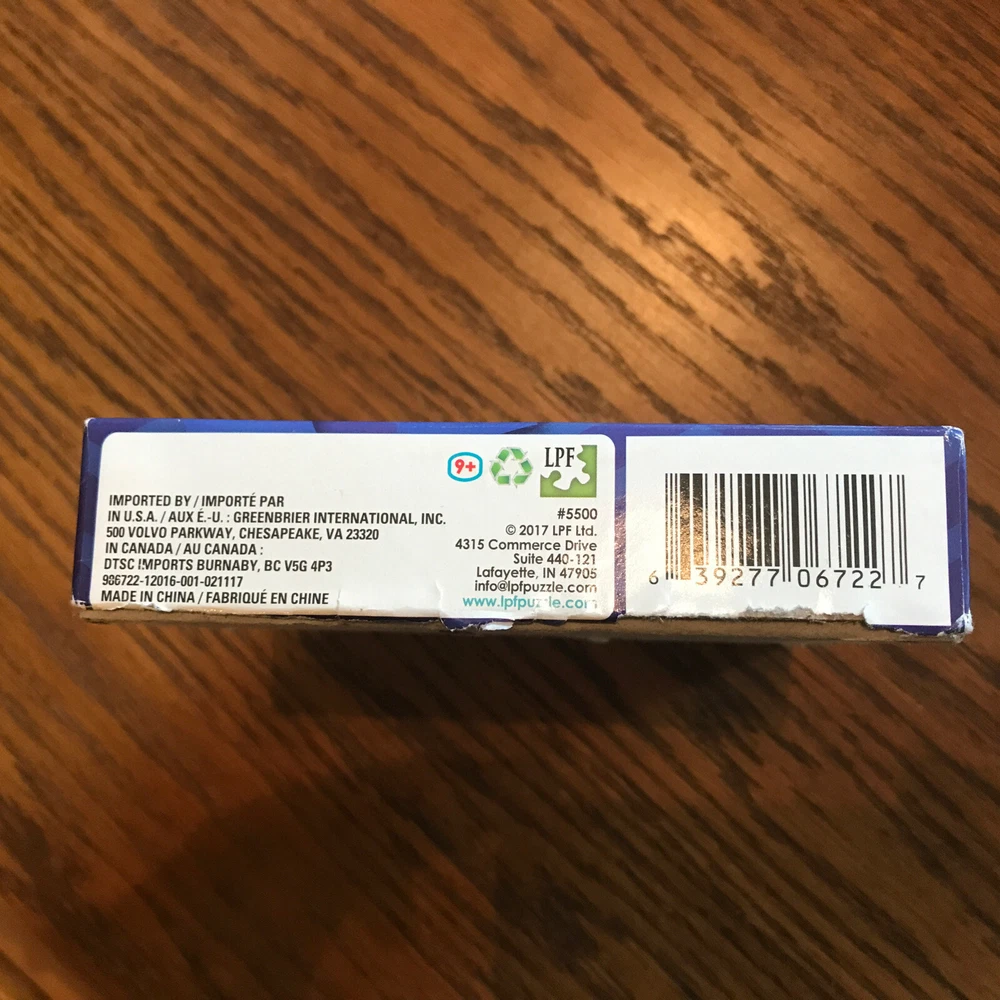 IMPORTED BY / IMPORTÉ PAR
IN U.S.A. / AUX É.-U. : GREENBRIER INTERNATIONAL, INC.
500 VOLVO PARKWAY, CHESAPEAKE, VA 23320
IN CANADA / AU CANADA :
DTSC IMPORTS BURNABY, BC V5G 4P3
986722-12016-001-021117
MADE IN CHINA / FABRIQUÉ EN CHINE
9+
LPF
#5500
© 2017 LPF Ltd.
4315 Commerce Drive
Suite 440-121
Lafayette, IN 47905
info@lpfpuzzle.com
www.lpfpuzzle.com
6 39277 06722 7